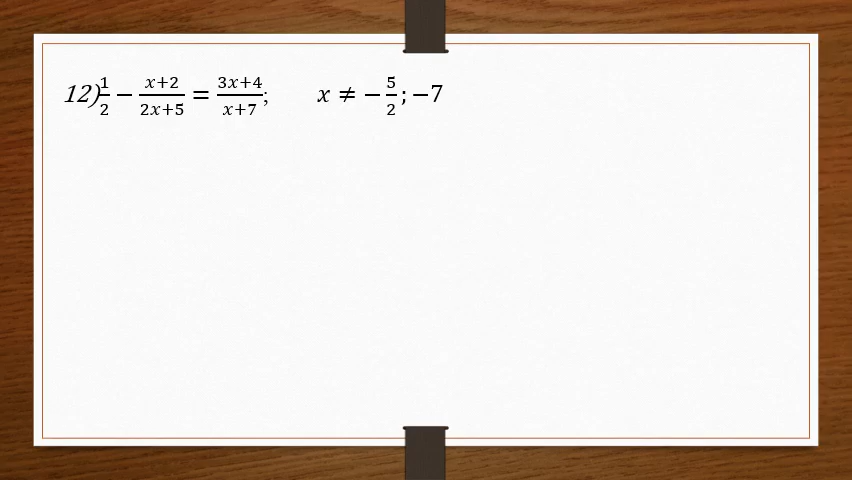 12) 1/2 − (x+2)/(2x+5) = (3x+4)/(x+7); x ≠ −5/2; −7